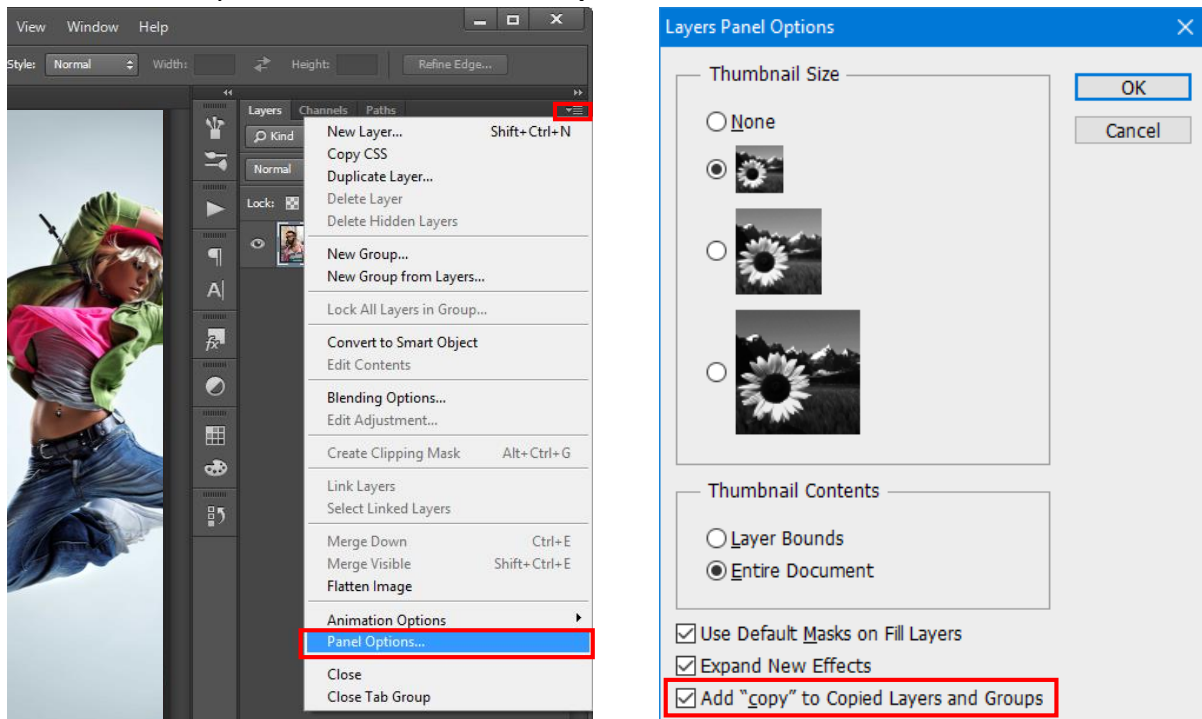 View Window Help
Style: Normal Width: Height: Refine Edge...
Layers Channels Paths
Kind
Normal
Lock:
New Layer... Shift+Ctrl+N
Copy CSS
Duplicate Layer...
Delete Layer
Delete Hidden Layers
New Group...
New Group from Layers...
Lock All Layers in Group...
Convert to Smart Object
Edit Contents
Blending Options...
Edit Adjustment...
Create Clipping Mask Alt+Ctrl+G
Link Layers
Select Linked Layers
Merge Down Ctrl+E
Merge Visible Shift+Ctrl+E
Flatten Image
Animation Options
Panel Options...
Close
Close Tab Group
Layers Panel Options
Thumbnail Size
OK
Cancel
None
Thumbnail Contents
Layer Bounds
Entire Document
Use Default Masks on Fill Layers
Expand New Effects
Add “copy” to Copied Layers and Groups